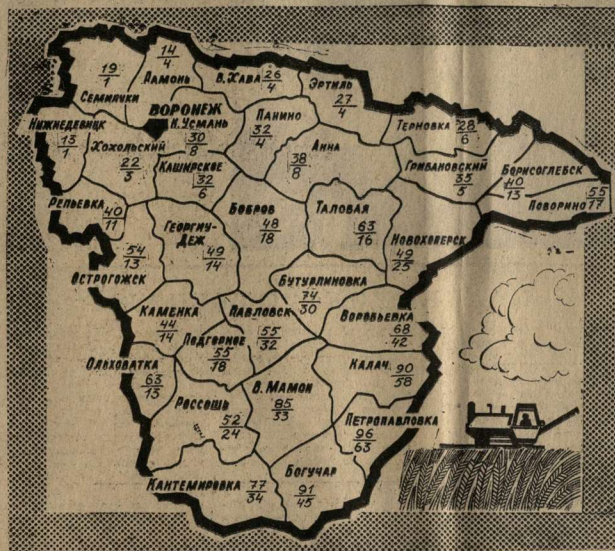 19
1
СЕМИЛУКИ
14
4
РАМОНЬ
В. ХАВА 26
4
ЭРТИЛЬ
27
4
НИЖНЕДЕВИЦК
13
1
ХОХОЛЬСКИЙ
22
3
ВОРОНЕЖ
Н. УСМАНЬ
30
8
КАШИРСКОЕ
32
6
ПАНИНО
32
4
АННА
38
8
ТЕРНОВКА 28
6
ГРИБАНОВСКИЙ
35
5
БОРИСОГЛЕБСК
40
13
ПОВОРИНО 55
17
РЕПЬЕВКА 40
11
ГЕОРГИУ-
ДЕЖ 49
14
БОБРОВ
48
18
ТАЛОВАЯ
63
16
НОВОХОПЕРСК
49
25
54
13
ОСТРОГОЖСК
БУТУРЛИНОВКА
74
30
КАМЕНКА
44
14
ПАВЛОВСК
55
32
ВОРОБЬЕВКА
68
42
ПОДГОРНОЕ
55
18
ОЛЬХОВАТКА
63
13
КАЛАЧ 90
58
РОССОШЬ
52
24
В. МАМОН
85
33
ПЕТРОПАВЛОВКА
96
63
КАНТЕМИРОВКА 77
34
БОГУЧАР
91
45